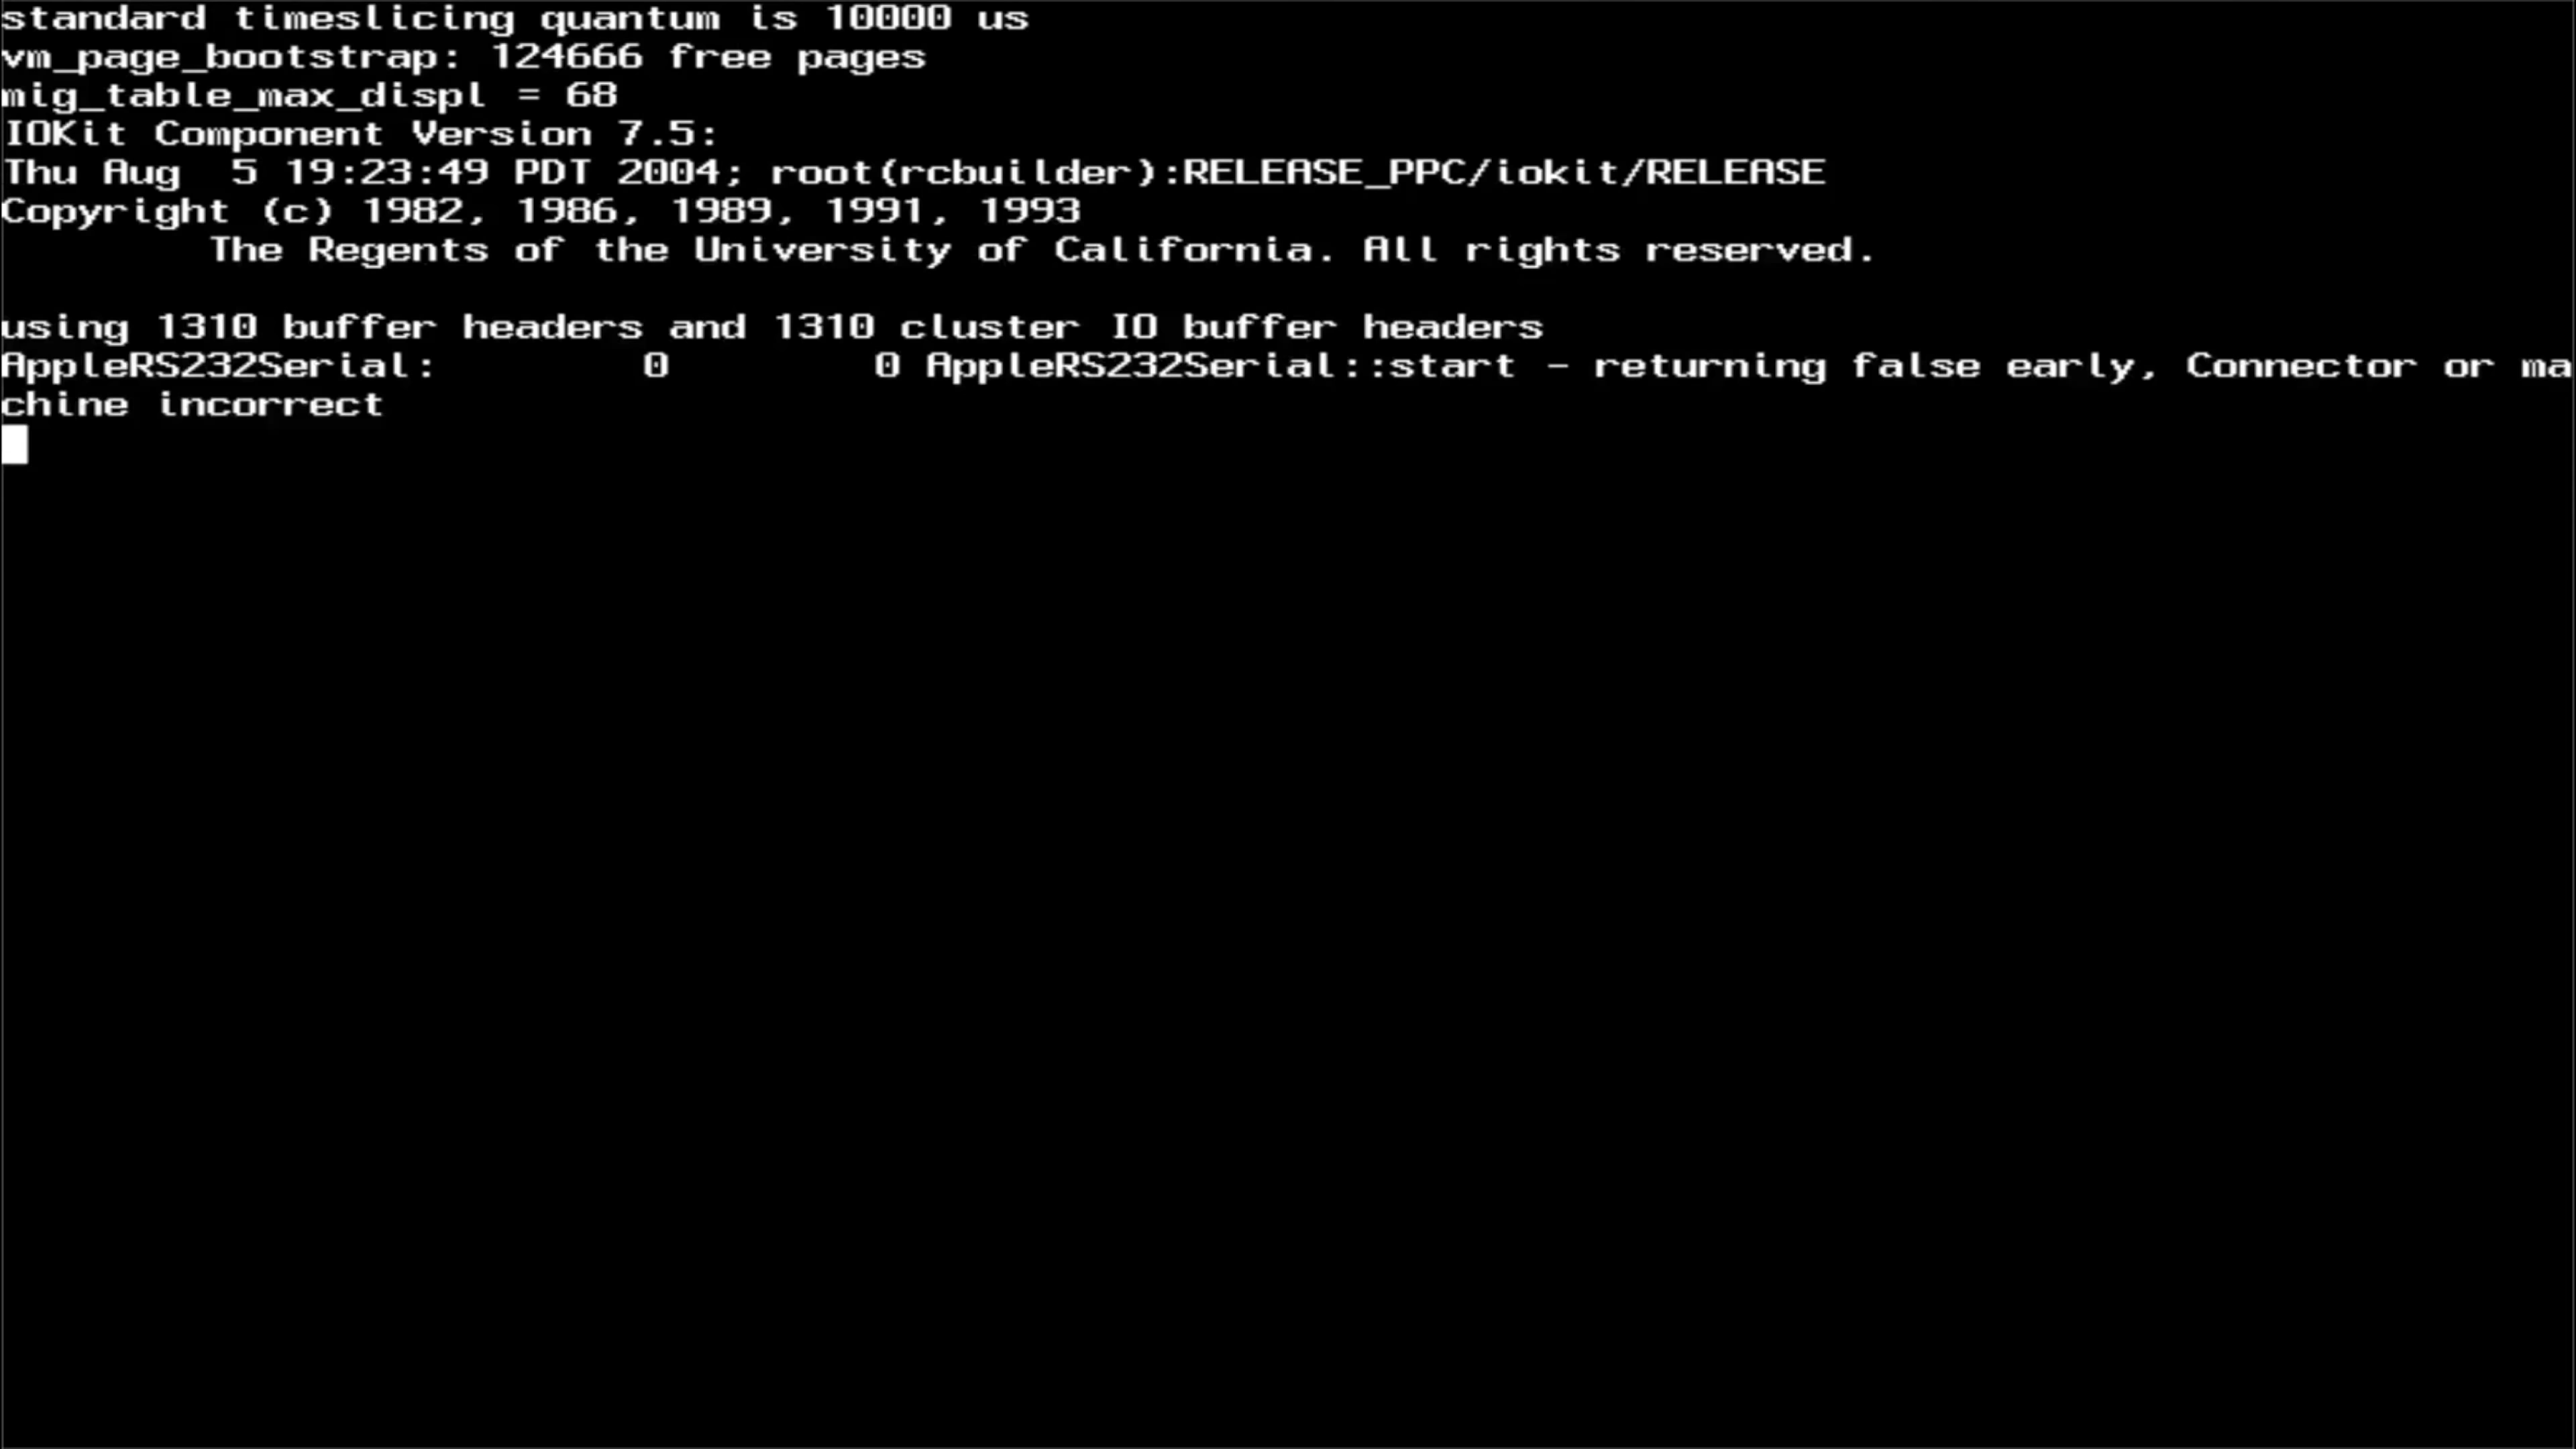 standard timeslicing quantum is 10000 us
vm_page_bootstrap: 124666 free pages
mig_table_max_displ = 68
IOKit Component Version 7.5:
Thu Aug  5 19:23:49 PDT 2004; root(rcbuilder):RELEASE_PPC/iokit/RELEASE
Copyright (c) 1982, 1986, 1989, 1991, 1993
        The Regents of the University of California. All rights reserved.

using 1310 buffer headers and 1310 cluster IO buffer headers
AppleRS232Serial:        0        0 AppleRS232Serial::start - returning false early, Connector or ma
chine incorrect